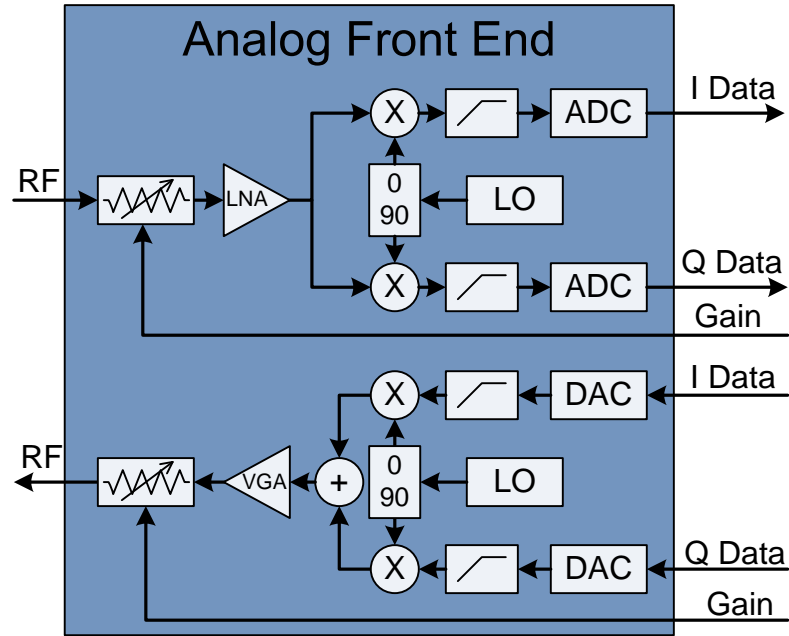 Analog Front End
I Data
X
ADC
RF
LNA
0
90
LO
Q Data
X
ADC
Gain
I Data
X
DAC
RF
VGA
+
0
90
LO
Q Data
X
DAC
Gain